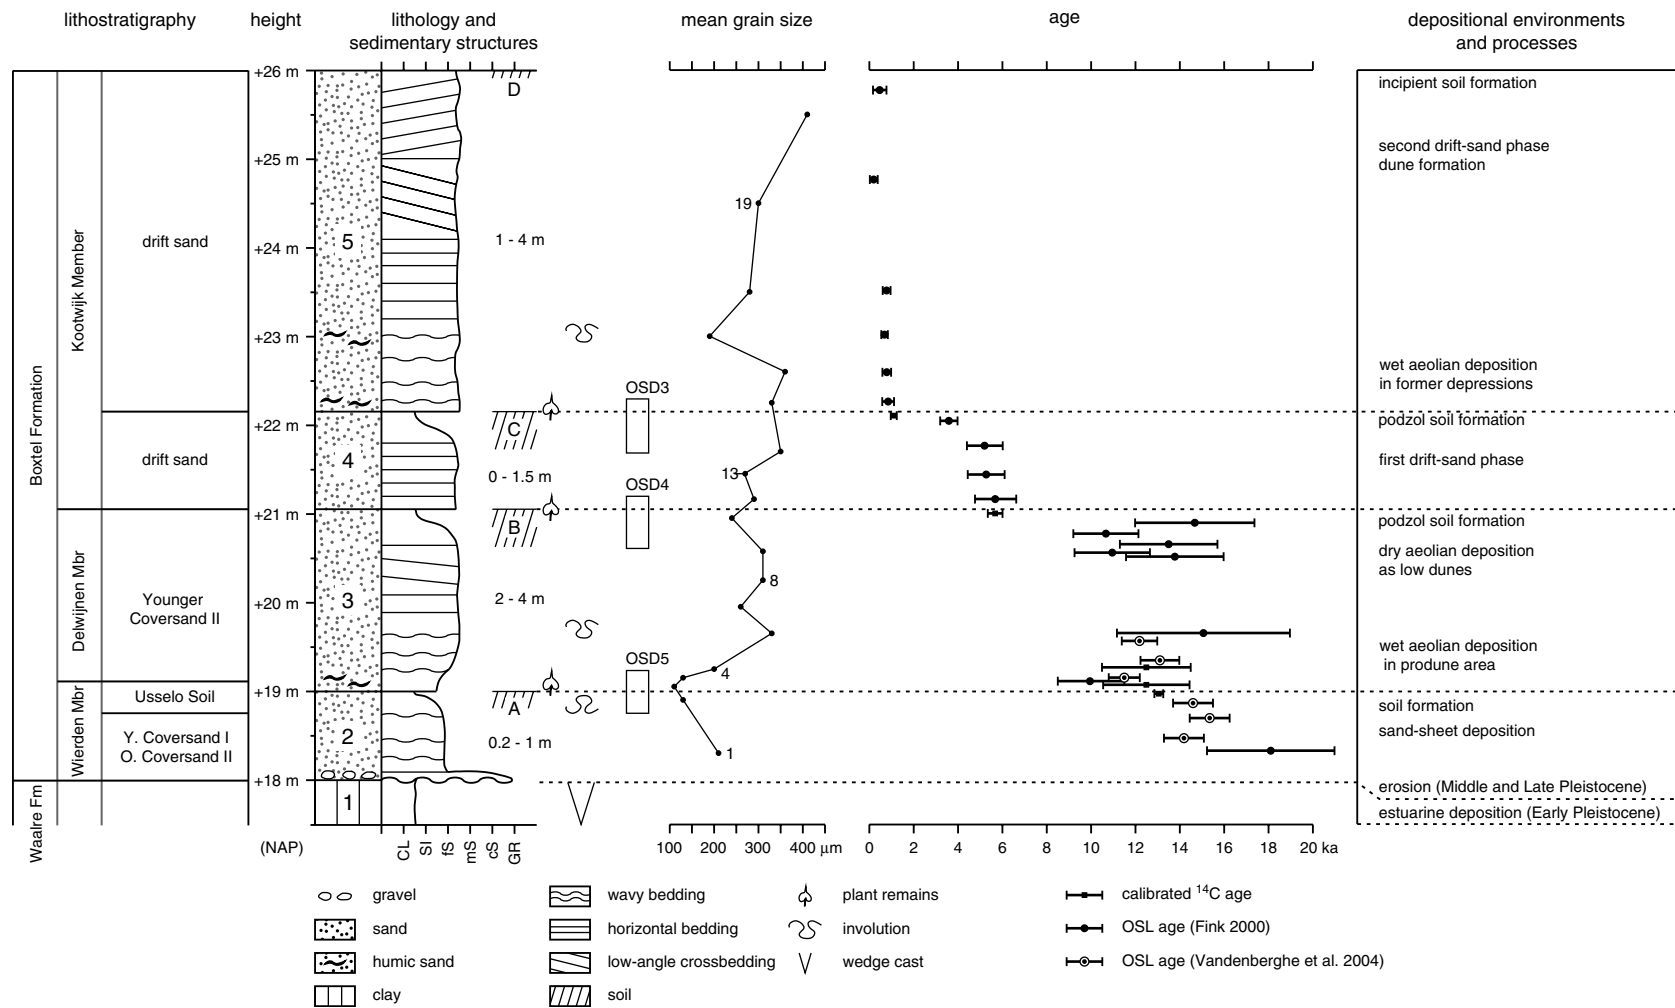 lithostratigraphy height lithology and mean grain size age depositional environments
sedimentary structures and processes
+26 m
D
incipient soil formation
second drift-sand phase
dune formation
+25 m
19
Kootwijk Member
drift sand
+24 m
5
1 - 4 m
+23 m
wet aeolian deposition
in former depressions
OSD3
Boxtel Formation
+22 m
C
podzol soil formation
drift sand
4
0 - 1.5 m
13
first drift-sand phase
OSD4
+21 m
B
podzol soil formation
dry aeolian deposition
as low dunes
8
Delwijnen Mbr
Younger
Coversand II
+20 m
3
2 - 4 m
wet aeolian deposition
in produne area
OSD5
4
+19 m
Usselo Soil
A
soil formation
Wierden Mbr
Y. Coversand I
O. Coversand II
2
0.2 - 1 m
1
sand-sheet deposition
+18 m
erosion (Middle and Late Pleistocene)
Waalre Fm
1
estuarine deposition (Early Pleistocene)
(NAP)
CL SI fS mS cS GR
100 200 300 400 µm
0 2 4 6 8 10 12 14 16 18 20 ka
gravel wavy bedding plant remains calibrated 14C age
sand horizontal bedding involution OSL age (Fink 2000)
humic sand low-angle crossbedding wedge cast OSL age (Vandenberghe et al. 2004)
clay soil